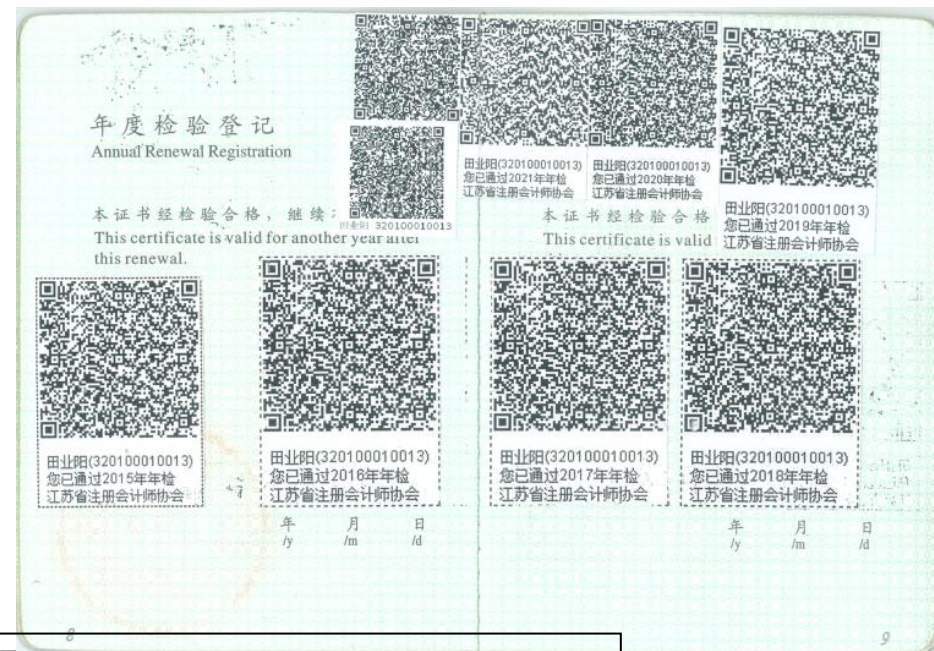 年度检验登记
Annual Renewal Registration
本证书经检验合格，继续
This certificate is valid for another year after
this renewal.
田业阳 320100010013
田业阳(320100010013)
您已通过2021年年检
江苏省注册会计师协会
田业阳(320100010013)
您已通过2020年年检
江苏省注册会计师协会
田业阳(320100010013)
您已通过2019年年检
江苏省注册会计师协会
本证书经检验合格
This certificate is valid
田业阳(320100010013)
您已通过2015年年检
江苏省注册会计师协会
田业阳(320100010013)
您已通过2016年年检
江苏省注册会计师协会
田业阳(320100010013)
您已通过2017年年检
江苏省注册会计师协会
田业阳(320100010013)
您已通过2018年年检
江苏省注册会计师协会
年 月 日
/y /m /d
年 月 日
/y /m /d
8
9